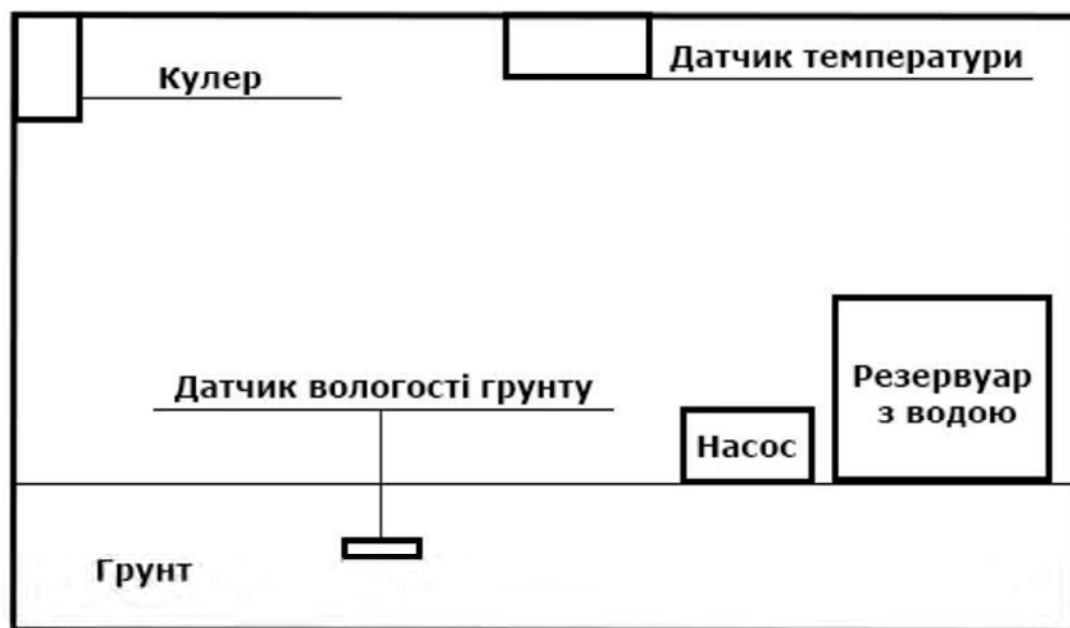 Датчик температури
Кулер
Датчик вологості грунту
Резервуар
з водою
Насос
Грунт